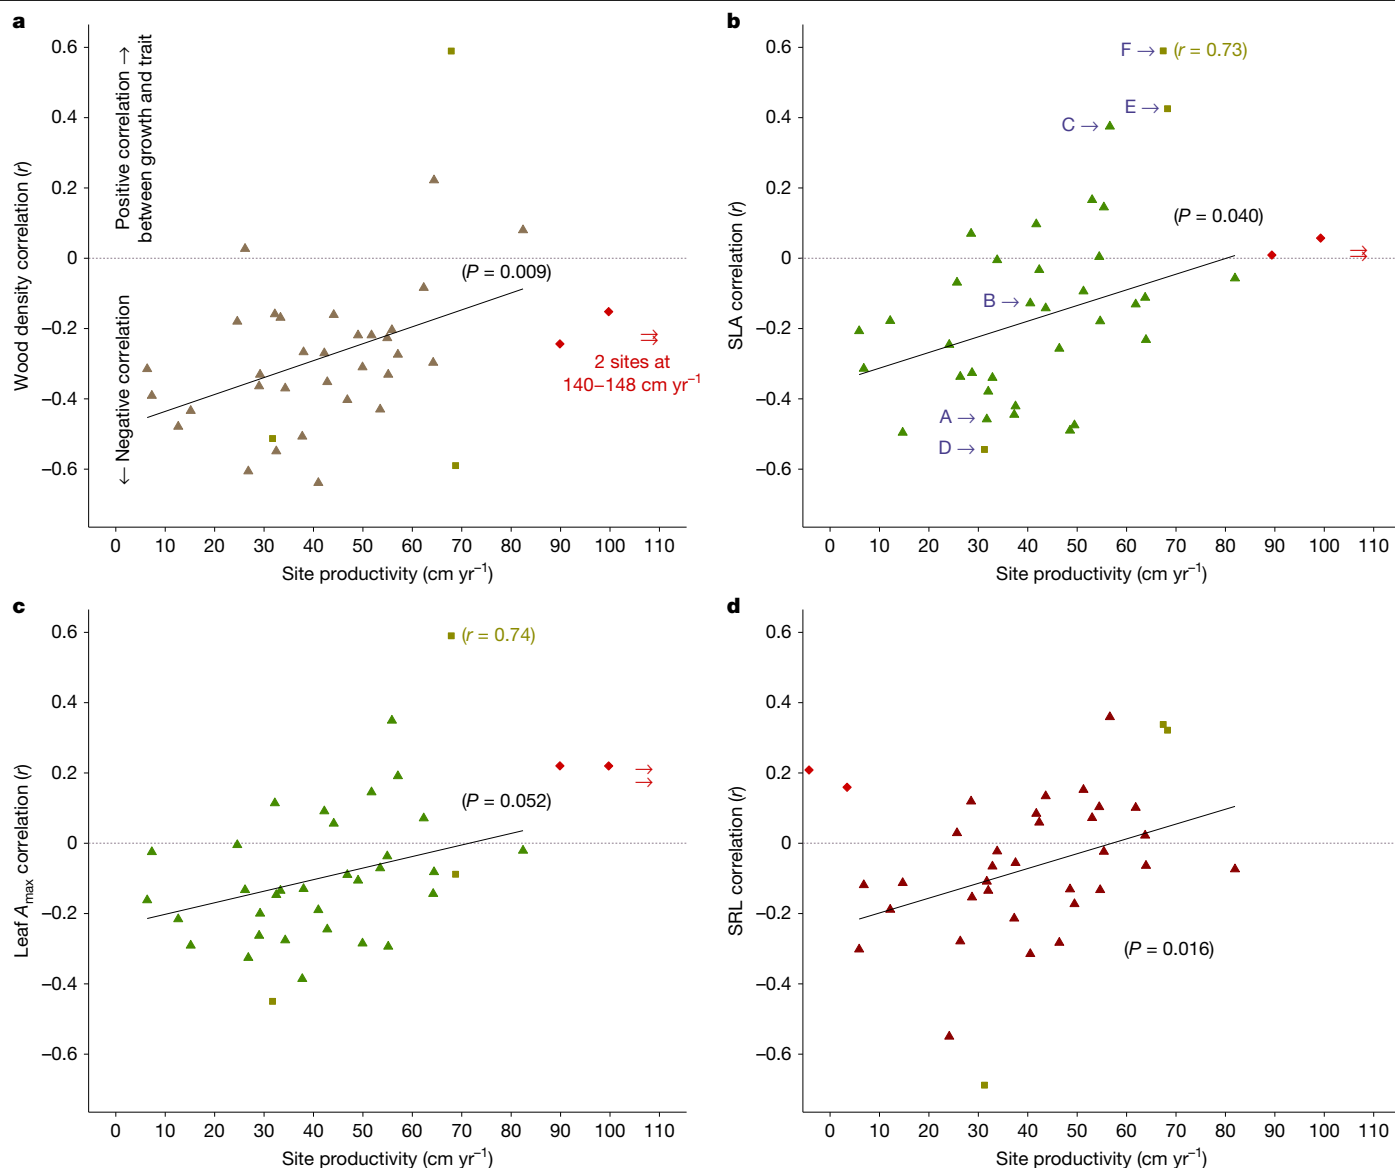 a
0.6
0.4
0.2
0
−0.2
−0.4
−0.6
Wood density correlation (r)
Positive correlation →
between growth and trait
← Negative correlation
(P = 0.009)
2 sites at
140–148 cm yr−1
0 10 20 30 40 50 60 70 80 90 100 110
Site productivity (cm yr−1)
b
0.6
0.4
0.2
0
−0.2
−0.4
−0.6
SLA correlation (r)
F → (r = 0.73)
E →
C →
(P = 0.040)
B →
A →
D →
0 10 20 30 40 50 60 70 80 90 100 110
Site productivity (cm yr−1)
c
0.6
0.4
0.2
0
−0.2
−0.4
−0.6
Leaf Amax correlation (r)
(r = 0.74)
(P = 0.052)
0 10 20 30 40 50 60 70 80 90 100 110
Site productivity (cm yr−1)
d
0.6
0.4
0.2
0
−0.2
−0.4
−0.6
SRL correlation (r)
(P = 0.016)
0 10 20 30 40 50 60 70 80 90 100 110
Site productivity (cm yr−1)